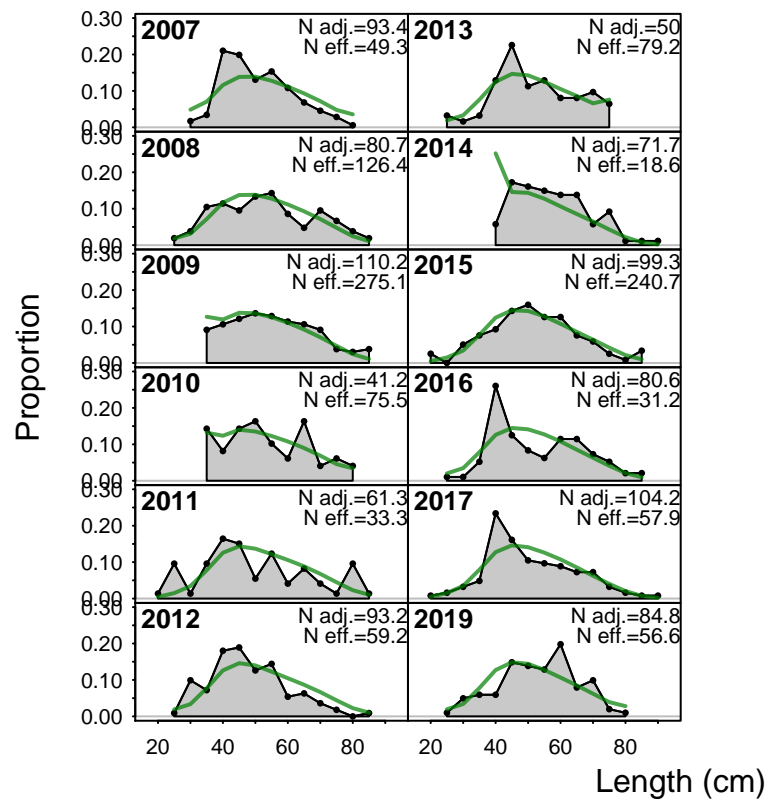 0.30
0.20
0.10
0.00
2007
N adj.=93.4
N eff.=49.3
2013
N adj.=50
N eff.=79.2
0.30
0.20
0.10
0.00
2008
N adj.=80.7
N eff.=126.4
2014
N adj.=71.7
N eff.=18.6
0.30
0.20
0.10
0.00
2009
N adj.=110.2
N eff.=275.1
2015
N adj.=99.3
N eff.=240.7
0.30
0.20
0.10
0.00
2010
N adj.=41.2
N eff.=75.5
2016
N adj.=80.6
N eff.=31.2
0.30
0.20
0.10
0.00
2011
N adj.=61.3
N eff.=33.3
2017
N adj.=104.2
N eff.=57.9
0.30
0.20
0.10
0.00
2012
N adj.=93.2
N eff.=59.2
2019
N adj.=84.8
N eff.=56.6
20 40 60 80 20 40 60 80
Proportion
Length (cm)